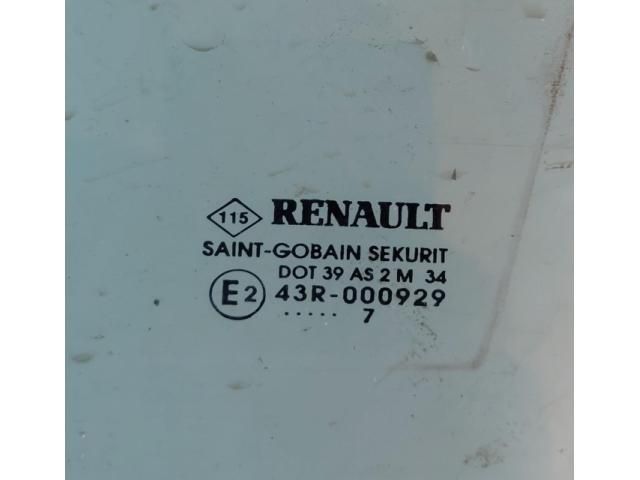 115 RENAULT
SAINT-GOBAIN SEKURIT
DOT 39 AS 2 M 34
E2 43R-000929
..... 7